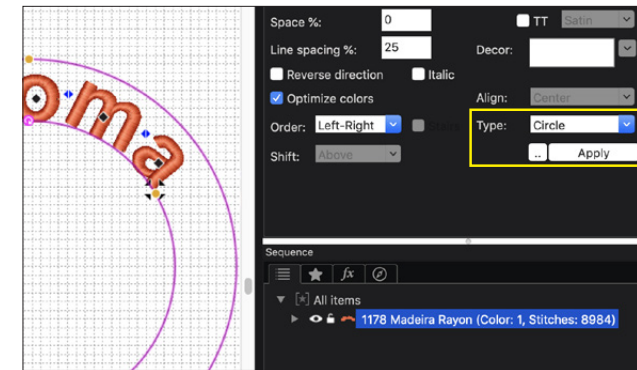 oma
Space %: 0 TT Satin
Line spacing %: 25 Decor:
Reverse direction Italic
Optimize colors Align: Center
Order: Left-Right Type: Circle
Shift: Above .. Apply
Sequence
fx
[*] All items
1178 Madeira Rayon (Color: 1, Stitches: 8984)